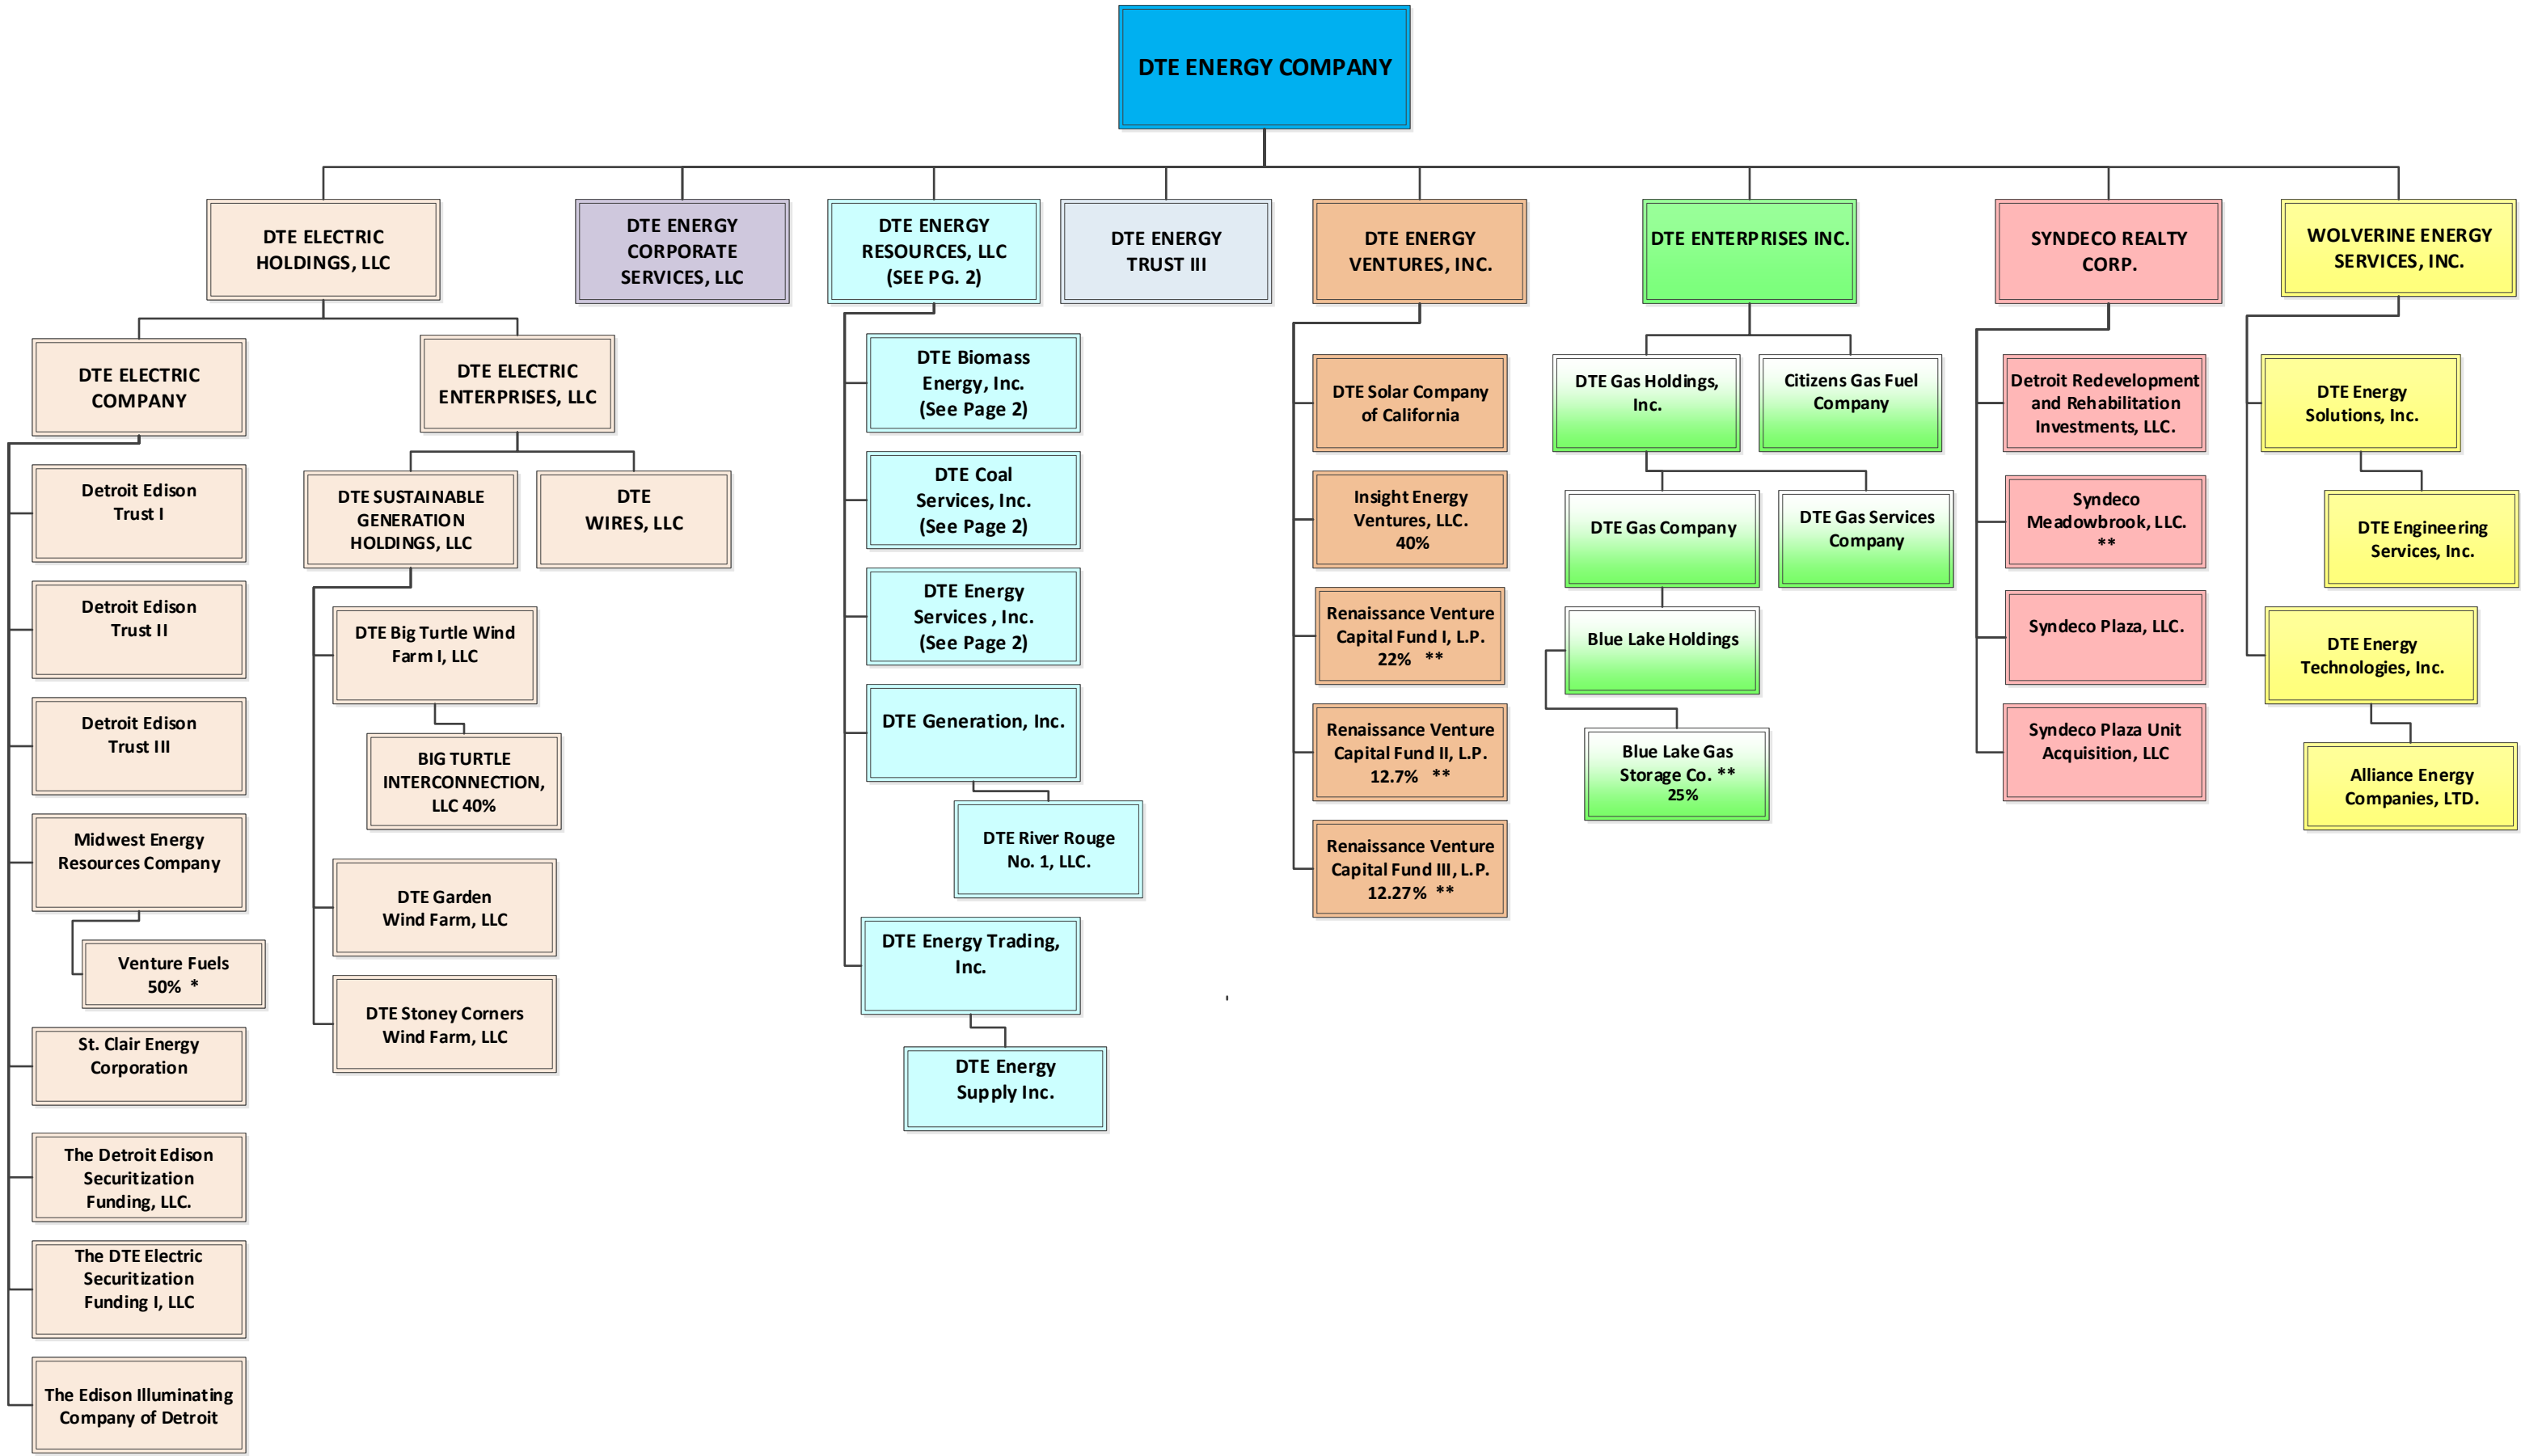 DTE ENERGY COMPANY
DTE ELECTRIC
HOLDINGS, LLC
DTE ENERGY
CORPORATE
SERVICES, LLC
DTE ENERGY
RESOURCES, LLC
(SEE PG. 2)
DTE ENERGY
TRUST III
DTE ENERGY
VENTURES, INC.
DTE ENTERPRISES INC.
SYNDECO REALTY
CORP.
WOLVERINE ENERGY
SERVICES, INC.
DTE ELECTRIC
COMPANY
Detroit Edison
Trust I
Detroit Edison
Trust II
Detroit Edison
Trust III
Midwest Energy
Resources Company
Venture Fuels
50% *
St. Clair Energy
Corporation
The Detroit Edison
Securitization
Funding, LLC.
The DTE Electric
Securitization
Funding I, LLC
The Edison Illuminating
Company of Detroit
DTE ELECTRIC
ENTERPRISES, LLC
DTE SUSTAINABLE
GENERATION
HOLDINGS, LLC
DTE
WIRES, LLC
DTE Big Turtle Wind
Farm I, LLC
BIG TURTLE
INTERCONNECTION,
LLC 40%
DTE Garden
Wind Farm, LLC
DTE Stoney Corners
Wind Farm, LLC
DTE Biomass
Energy, Inc.
(See Page 2)
DTE Coal
Services, Inc.
(See Page 2)
DTE Energy
Services , Inc.
(See Page 2)
DTE Generation, Inc.
DTE River Rouge
No. 1, LLC.
DTE Energy Trading,
Inc.
DTE Energy
Supply Inc.
DTE Solar Company
of California
Insight Energy
Ventures, LLC.
40%
Renaissance Venture
Capital Fund I, L.P.
22% **
Renaissance Venture
Capital Fund II, L.P.
12.7% **
Renaissance Venture
Capital Fund III, L.P.
12.27% **
DTE Gas Holdings,
Inc.
Citizens Gas Fuel
Company
DTE Gas Company
DTE Gas Services
Company
Blue Lake Holdings
Blue Lake Gas
Storage Co. **
25%
Detroit Redevelopment
and Rehabilitation
Investments, LLC.
Syndeco
Meadowbrook, LLC.
**
Syndeco Plaza, LLC.
Syndeco Plaza Unit
Acquisition, LLC
DTE Energy
Solutions, Inc.
DTE Engineering
Services, Inc.
DTE Energy
Technologies, Inc.
Alliance Energy
Companies, LTD.